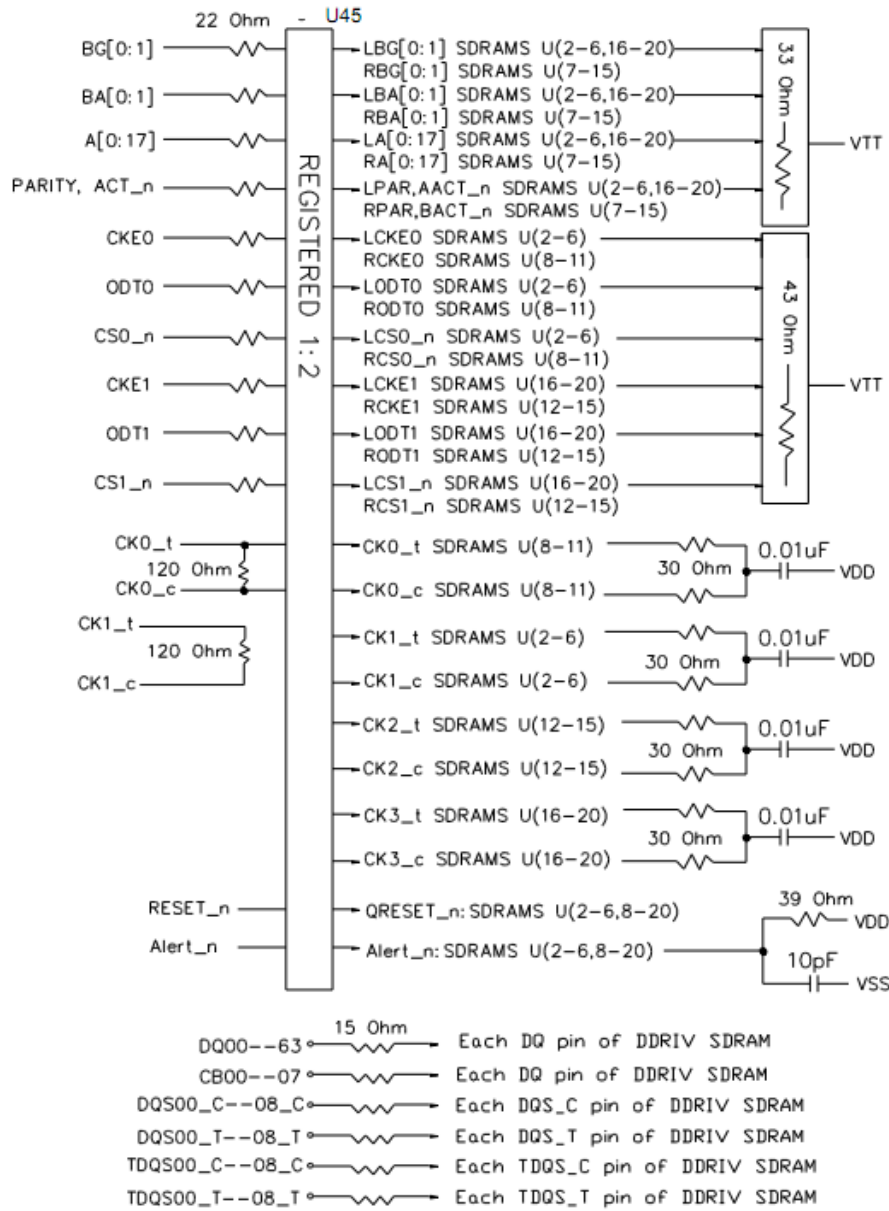 22 Ohm - U45
BG[0:1] LBG[0:1] SDRAMS U(2-6,16-20)
RBG[0:1] SDRAMS U(7-15)
BA[0:1] LBA[0:1] SDRAMS U(2-6,16-20)
RBA[0:1] SDRAMS U(7-15)
A[0:17] LA[0:17] SDRAMS U(2-6,16-20)
RA[0:17] SDRAMS U(7-15)
PARITY, ACT_n LPAR,AACT_n SDRAMS U(2-6,16-20)
RPAR,BACT_n SDRAMS U(7-15)
33 Ohm
VTT
REGISTERED 1:2
CKE0 LCKE0 SDRAMS U(2-6)
RCKE0 SDRAMS U(8-11)
ODT0 LODT0 SDRAMS U(2-6)
RODT0 SDRAMS U(8-11)
CS0_n LCS0_n SDRAMS U(2-6)
RCS0_n SDRAMS U(8-11)
CKE1 LCKE1 SDRAMS U(16-20)
RCKE1 SDRAMS U(12-15)
ODT1 LODT1 SDRAMS U(16-20)
RODT1 SDRAMS U(12-15)
CS1_n LCS1_n SDRAMS U(16-20)
RCS1_n SDRAMS U(12-15)
43 Ohm
VTT
CK0_t CK0_t SDRAMS U(8-11) 0.01uF
120 Ohm 30 Ohm VDD
CK0_c CK0_c SDRAMS U(8-11)
CK1_t CK1_t SDRAMS U(2-6) 0.01uF
120 Ohm 30 Ohm VDD
CK1_c CK1_c SDRAMS U(2-6)
CK2_t SDRAMS U(12-15) 0.01uF
30 Ohm VDD
CK2_c SDRAMS U(12-15)
CK3_t SDRAMS U(16-20) 0.01uF
30 Ohm VDD
CK3_c SDRAMS U(16-20)
RESET_n QRESET_n: SDRAMS U(2-6,8-20) 39 Ohm
VDD
Alert_n Alert_n: SDRAMS U(2-6,8-20)
10pF
VSS
15 Ohm
DQ00--63 Each DQ pin of DDRIV SDRAM
CB00--07 Each DQ pin of DDRIV SDRAM
DQS00_C--08_C Each DQS_C pin of DDRIV SDRAM
DQS00_T--08_T Each DQS_T pin of DDRIV SDRAM
TDQS00_C--08_C Each TDQS_C pin of DDRIV SDRAM
TDQS00_T--08_T Each TDQS_T pin of DDRIV SDRAM